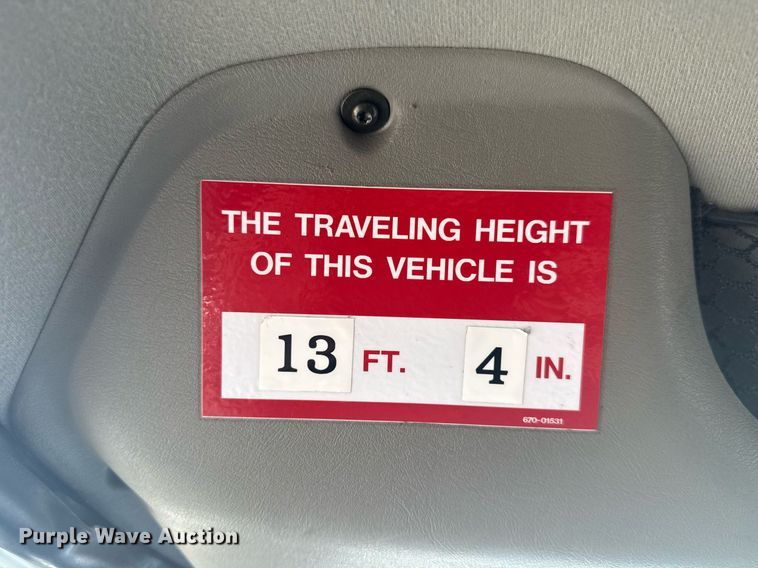 THE TRAVELING HEIGHT
OF THIS VEHICLE IS
13 FT. 4 IN.
670-01531
Purple Wave Auction